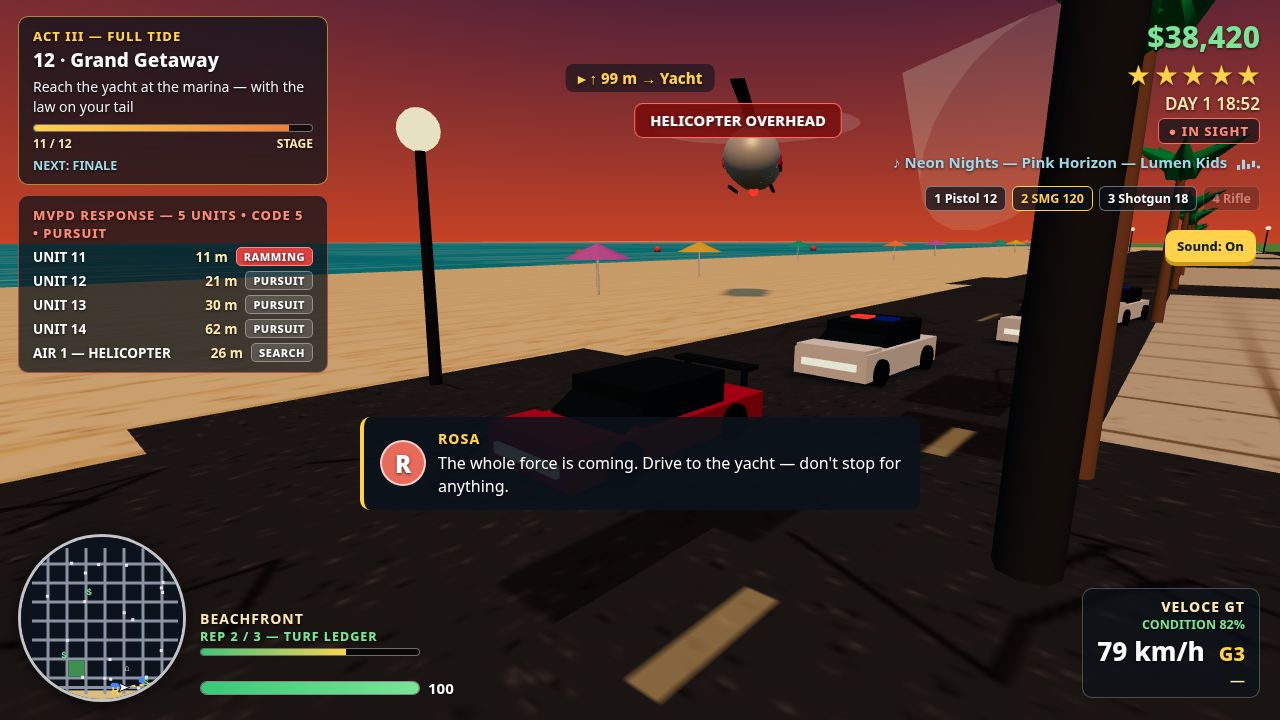 ACT III — FULL TIDE
12 · Grand Getaway
Reach the yacht at the marina — with the
law on your tail
11 / 12 STAGE
NEXT: FINALE
MVPD RESPONSE — 5 UNITS • CODE 5
• PURSUIT
UNIT 11 11 m RAMMING
UNIT 12 21 m PURSUIT
UNIT 13 30 m PURSUIT
UNIT 14 62 m PURSUIT
AIR 1 — HELICOPTER 26 m SEARCH
▸ ↑ 99 m → Yacht
HELICOPTER OVERHEAD
$38,420
★★★★★
DAY 1 18:52
● IN SIGHT
♪ Neon Nights — Pink Horizon — Lumen Kids
1 Pistol 12 2 SMG 120 3 Shotgun 18 4 Rifle
Sound: On
R
ROSA
The whole force is coming. Drive to the yacht — don't stop for
anything.
BEACHFRONT
REP 2 / 3 — TURF LEDGER
100
VELOCE GT
CONDITION 82%
79 km/h G3
—